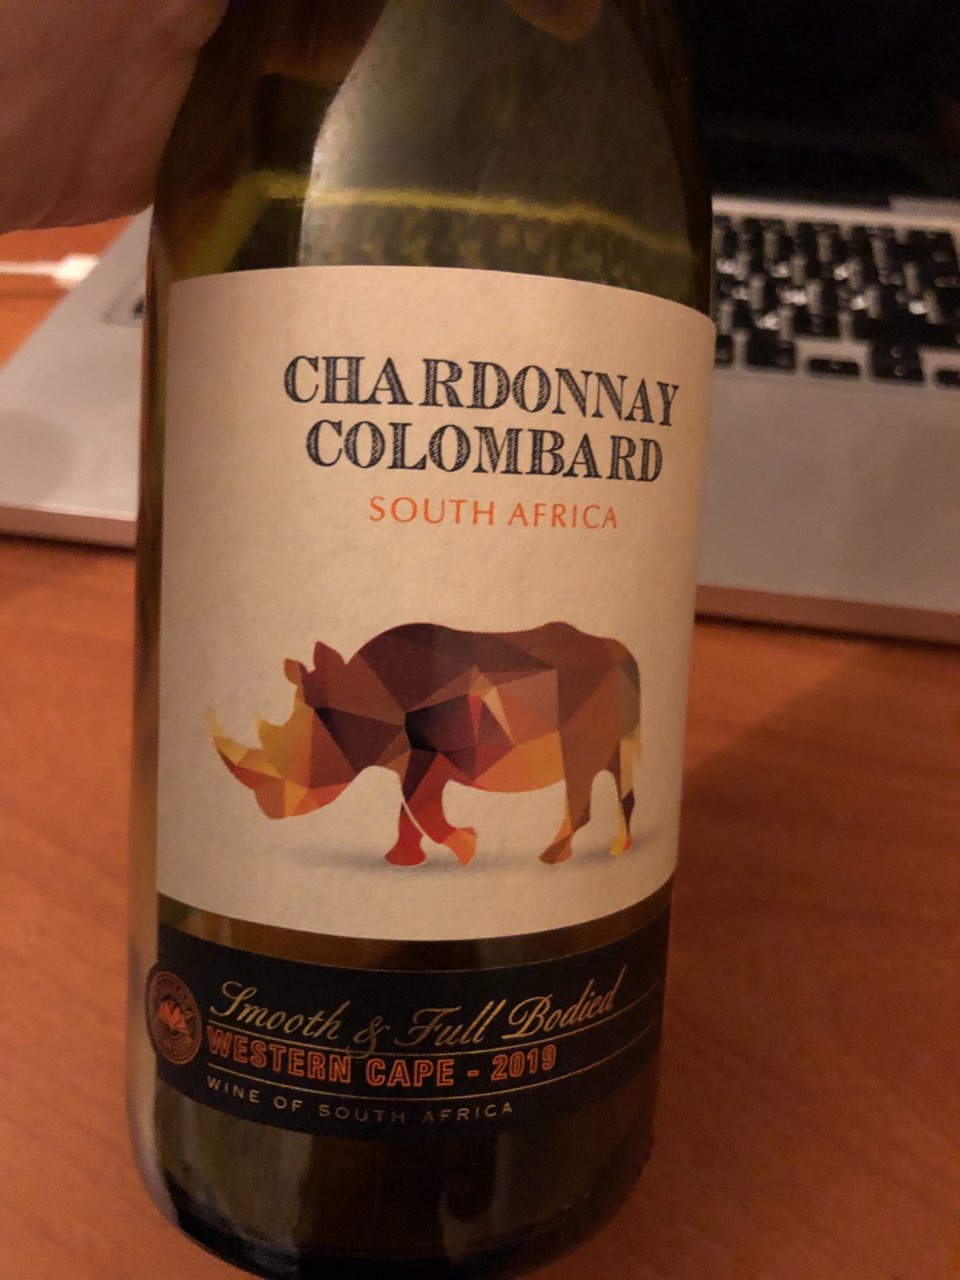 CHARDONNAY
COLOMBARD
SOUTH AFRICA
Smooth & Full Bodied
WESTERN CAPE - 2019
WINE OF SOUTH AFRICA